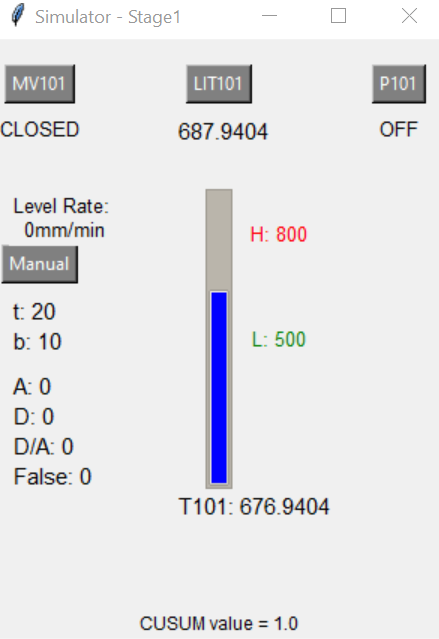 Simulator - Stage1
MV101
LIT101
P101
CLOSED
687.9404
OFF
Level Rate:
0mm/min
Manual
H: 800
t: 20
b: 10
L: 500
A: 0
D: 0
D/A: 0
False: 0
T101: 676.9404
CUSUM value = 1.0